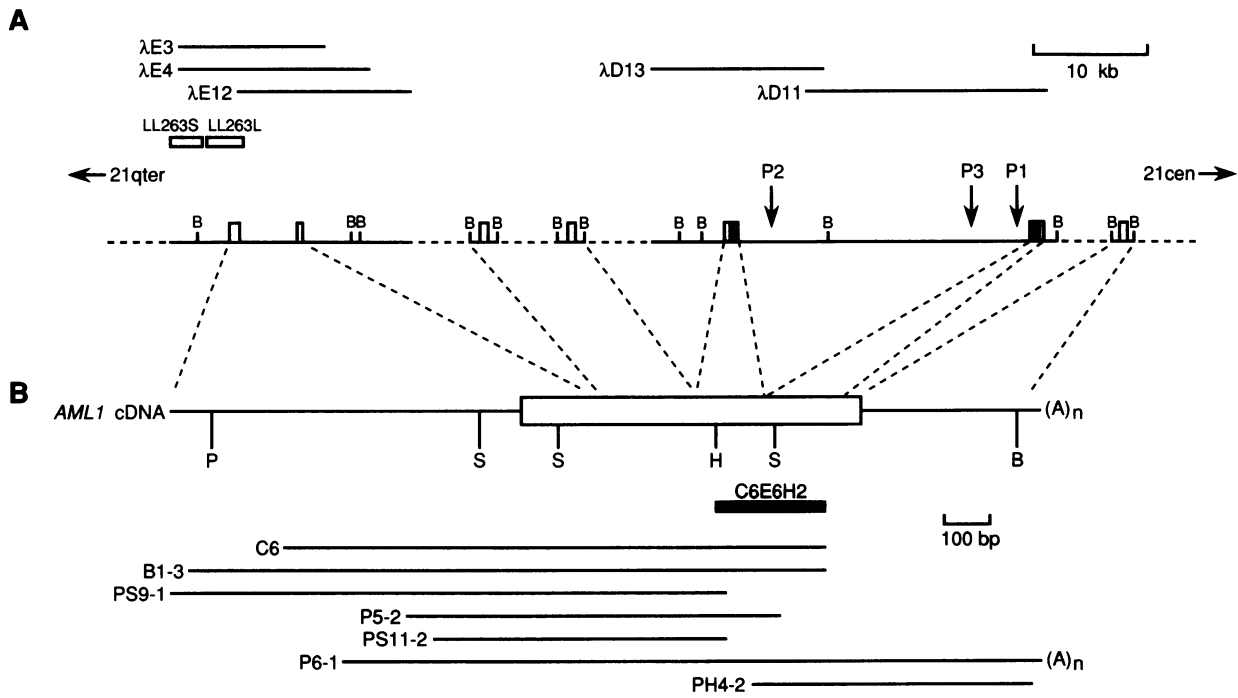 A
λE3
λE4
λE12
λD13
λD11
10 kb
LL263S LL263L
21qter
P2
P3
P1
21cen
B
BB
B B
B B
B B
B
B
B B
B
AML1 cDNA
(A)n
P
S
S
H
S
B
C6E6H2
100 bp
C6
B1-3
PS9-1
P5-2
PS11-2
P6-1
(A)n
PH4-2